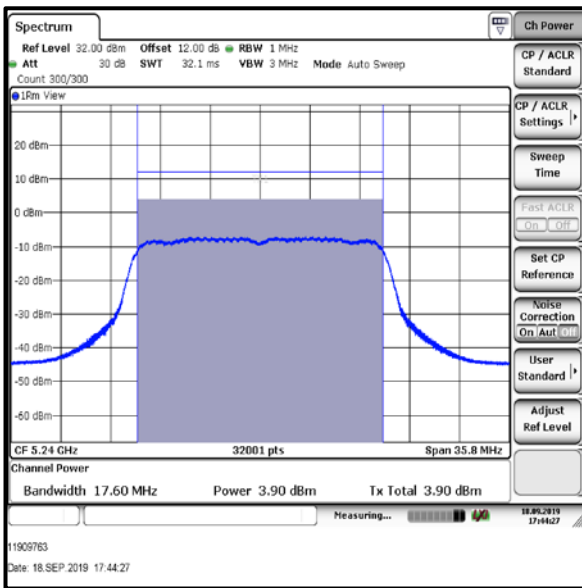 Spectrum
Ch Power
Ref Level 32.00 dBm Offset 12.00 dB RBW 1 MHz
Att 30 dB SWT 32.1 ms VBW 3 MHz Mode Auto Sweep
Count 300/300
1Rm View
20 dBm
10 dBm
0 dBm
-10 dBm
-20 dBm
-30 dBm
-40 dBm
-50 dBm
-60 dBm
CF 5.24 GHz 32001 pts Span 35.8 MHz
Channel Power
Bandwidth 17.60 MHz Power 3.90 dBm Tx Total 3.90 dBm
Measuring... 18.09.2019
17:44:27
CP / ACLR
Standard
CP / ACLR
Settings
Sweep
Time
Fast ACLR
On Off
Set CP
Reference
Noise
Correction
On Aut Off
User
Standard
Adjust
Ref Level
11909763
Date: 18.SEP.2019 17:44:27